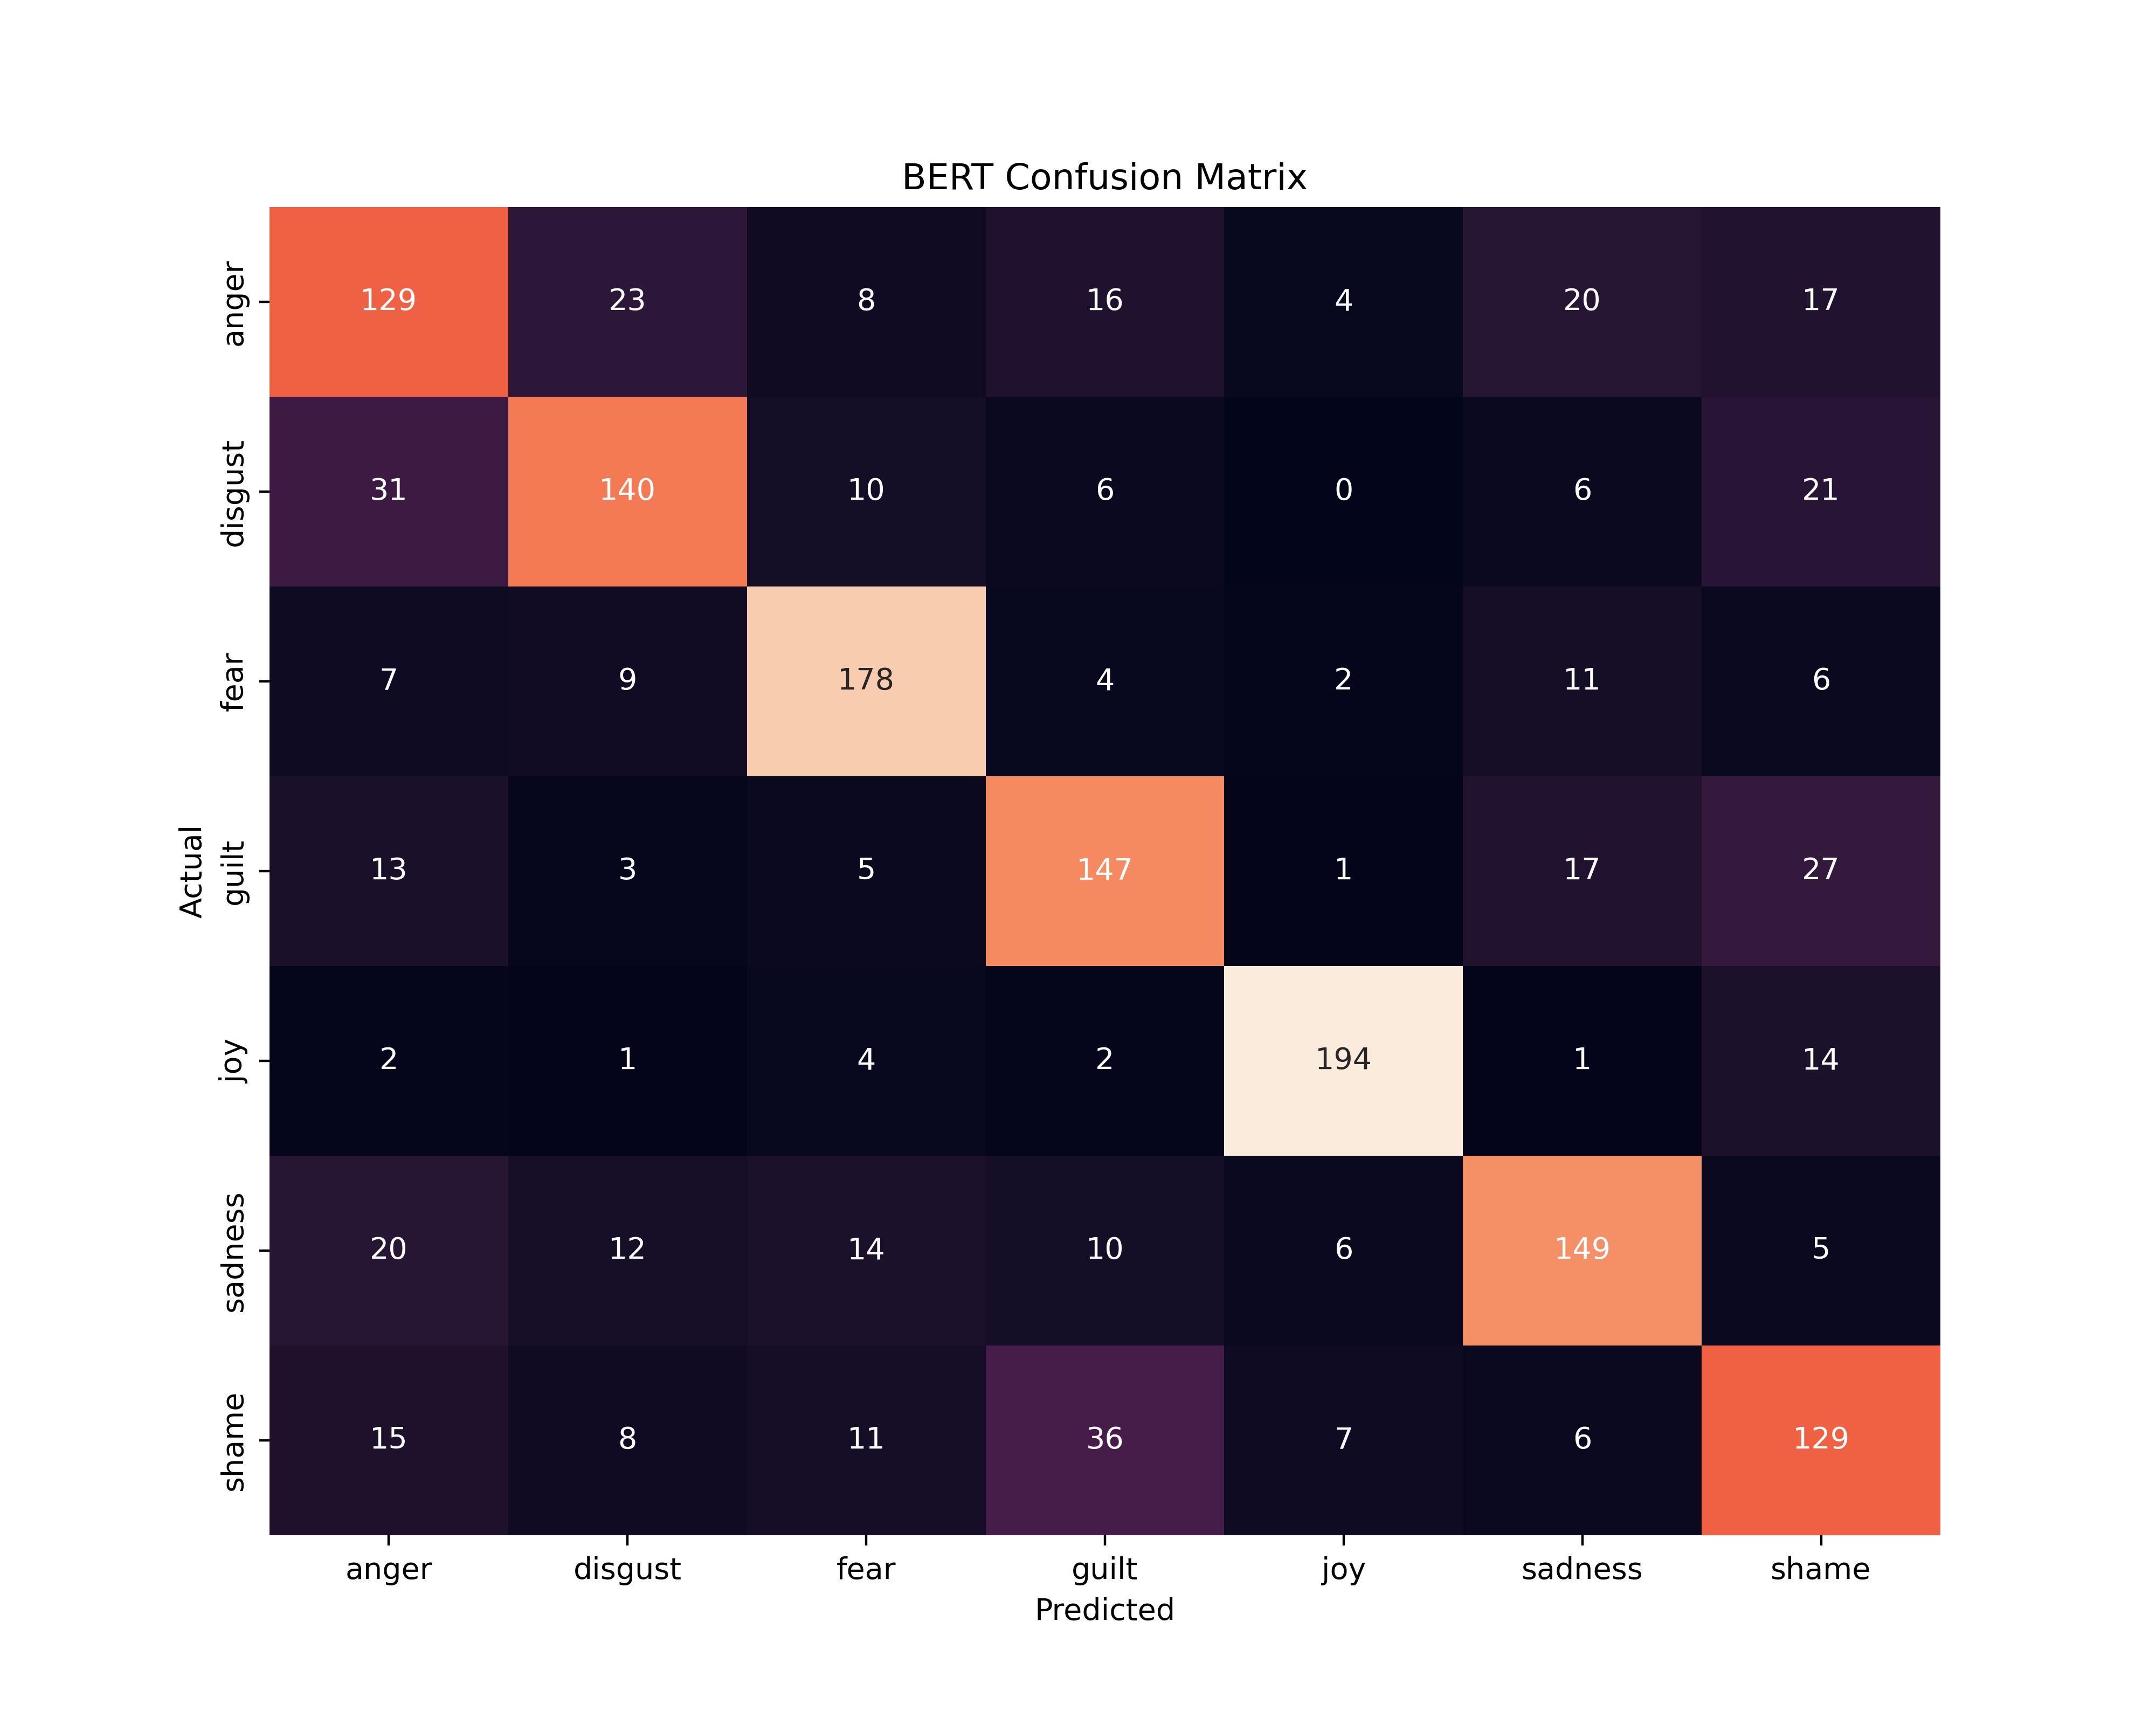 BERT Confusion Matrix
Actual
anger 129 23 8 16 4 20 17
disgust 31 140 10 6 0 6 21
fear 7 9 178 4 2 11 6
guilt 13 3 5 147 1 17 27
joy 2 1 4 2 194 1 14
sadness 20 12 14 10 6 149 5
shame 15 8 11 36 7 6 129
anger disgust fear guilt joy sadness shame
Predicted